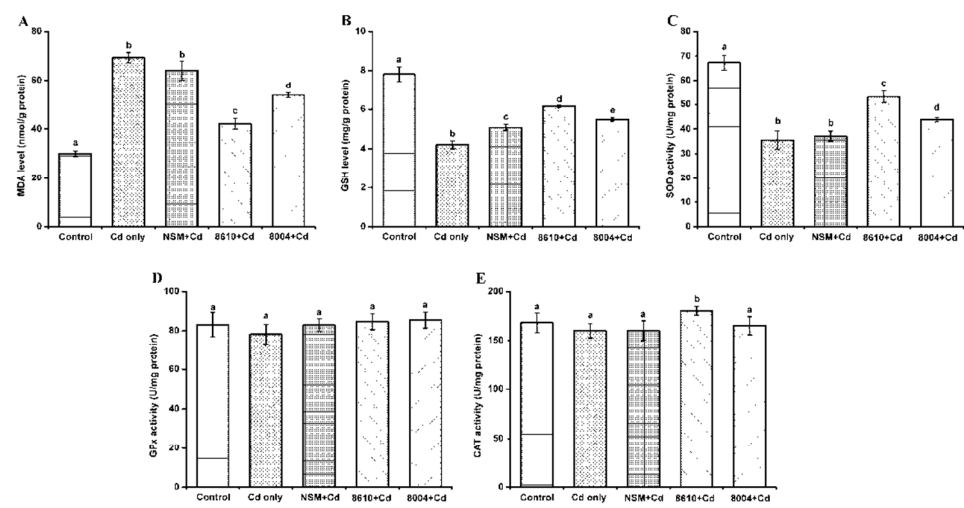 A
MDA level (nmol/g protein)
80
60
40
20
0
a
b
b
c
d
Control
Cd only
NSM+Cd
8610+Cd
8004+Cd
B
GSH level (mg/g protein)
10
8
6
4
2
0
a
b
c
d
e
Control
Cd only
NSM+Cd
8610+Cd
8004+Cd
C
SOD activity (U/mg protein)
80
70
60
50
40
30
20
10
0
a
b
b
c
d
Control
Cd only
NSM+Cd
8610+Cd
8004+Cd
D
GPx activity (U/mg protein)
100
80
60
40
20
0
a
a
a
a
a
Control
Cd only
NSM+Cd
8610+Cd
8004+Cd
E
CAT activity (U/mg protein)
200
150
100
50
0
a
a
a
b
a
Control
Cd only
NSM+Cd
8610+Cd
8004+Cd